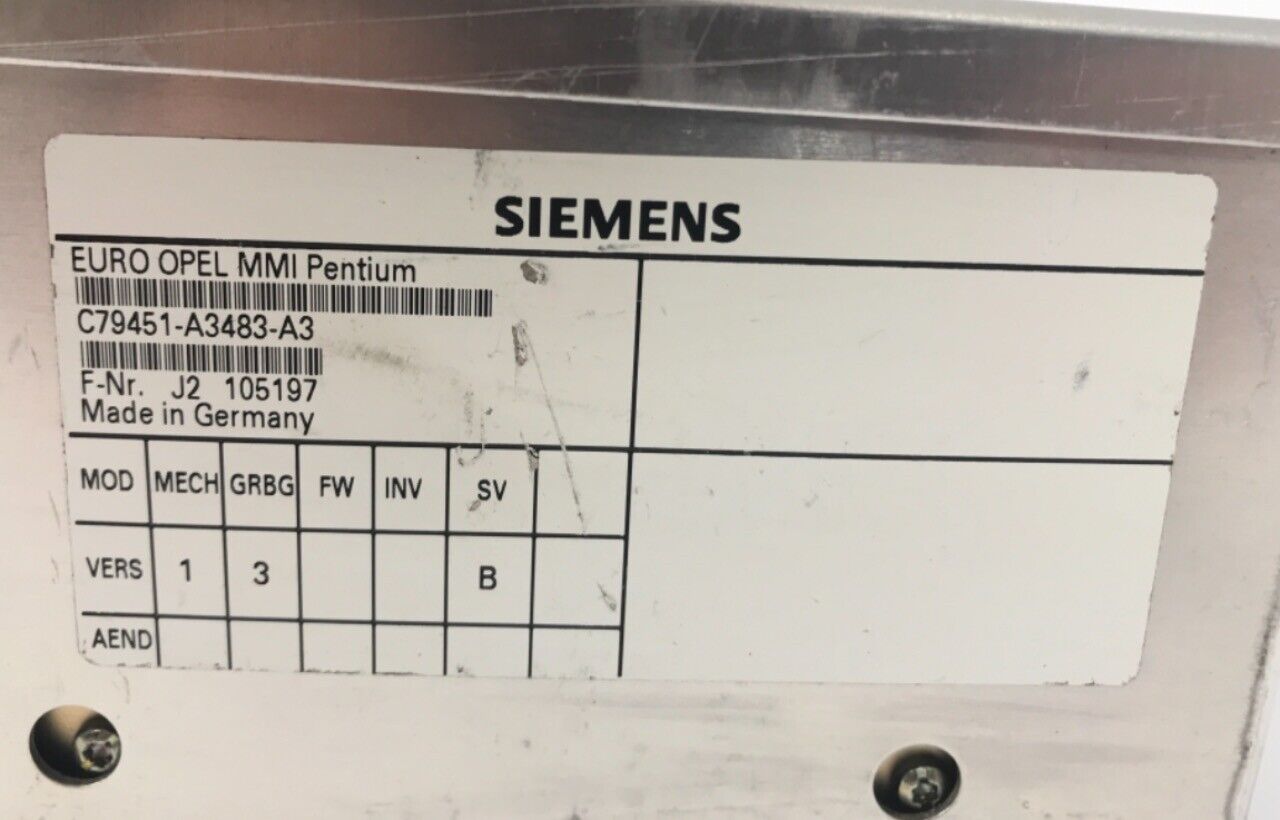 SIEMENS
EURO OPEL MMI Pentium
C79451-A3483-A3
F-Nr. J2 105197
Made in Germany
MOD MECH GRBG FW INV SV
VERS 1 3 B
AEND